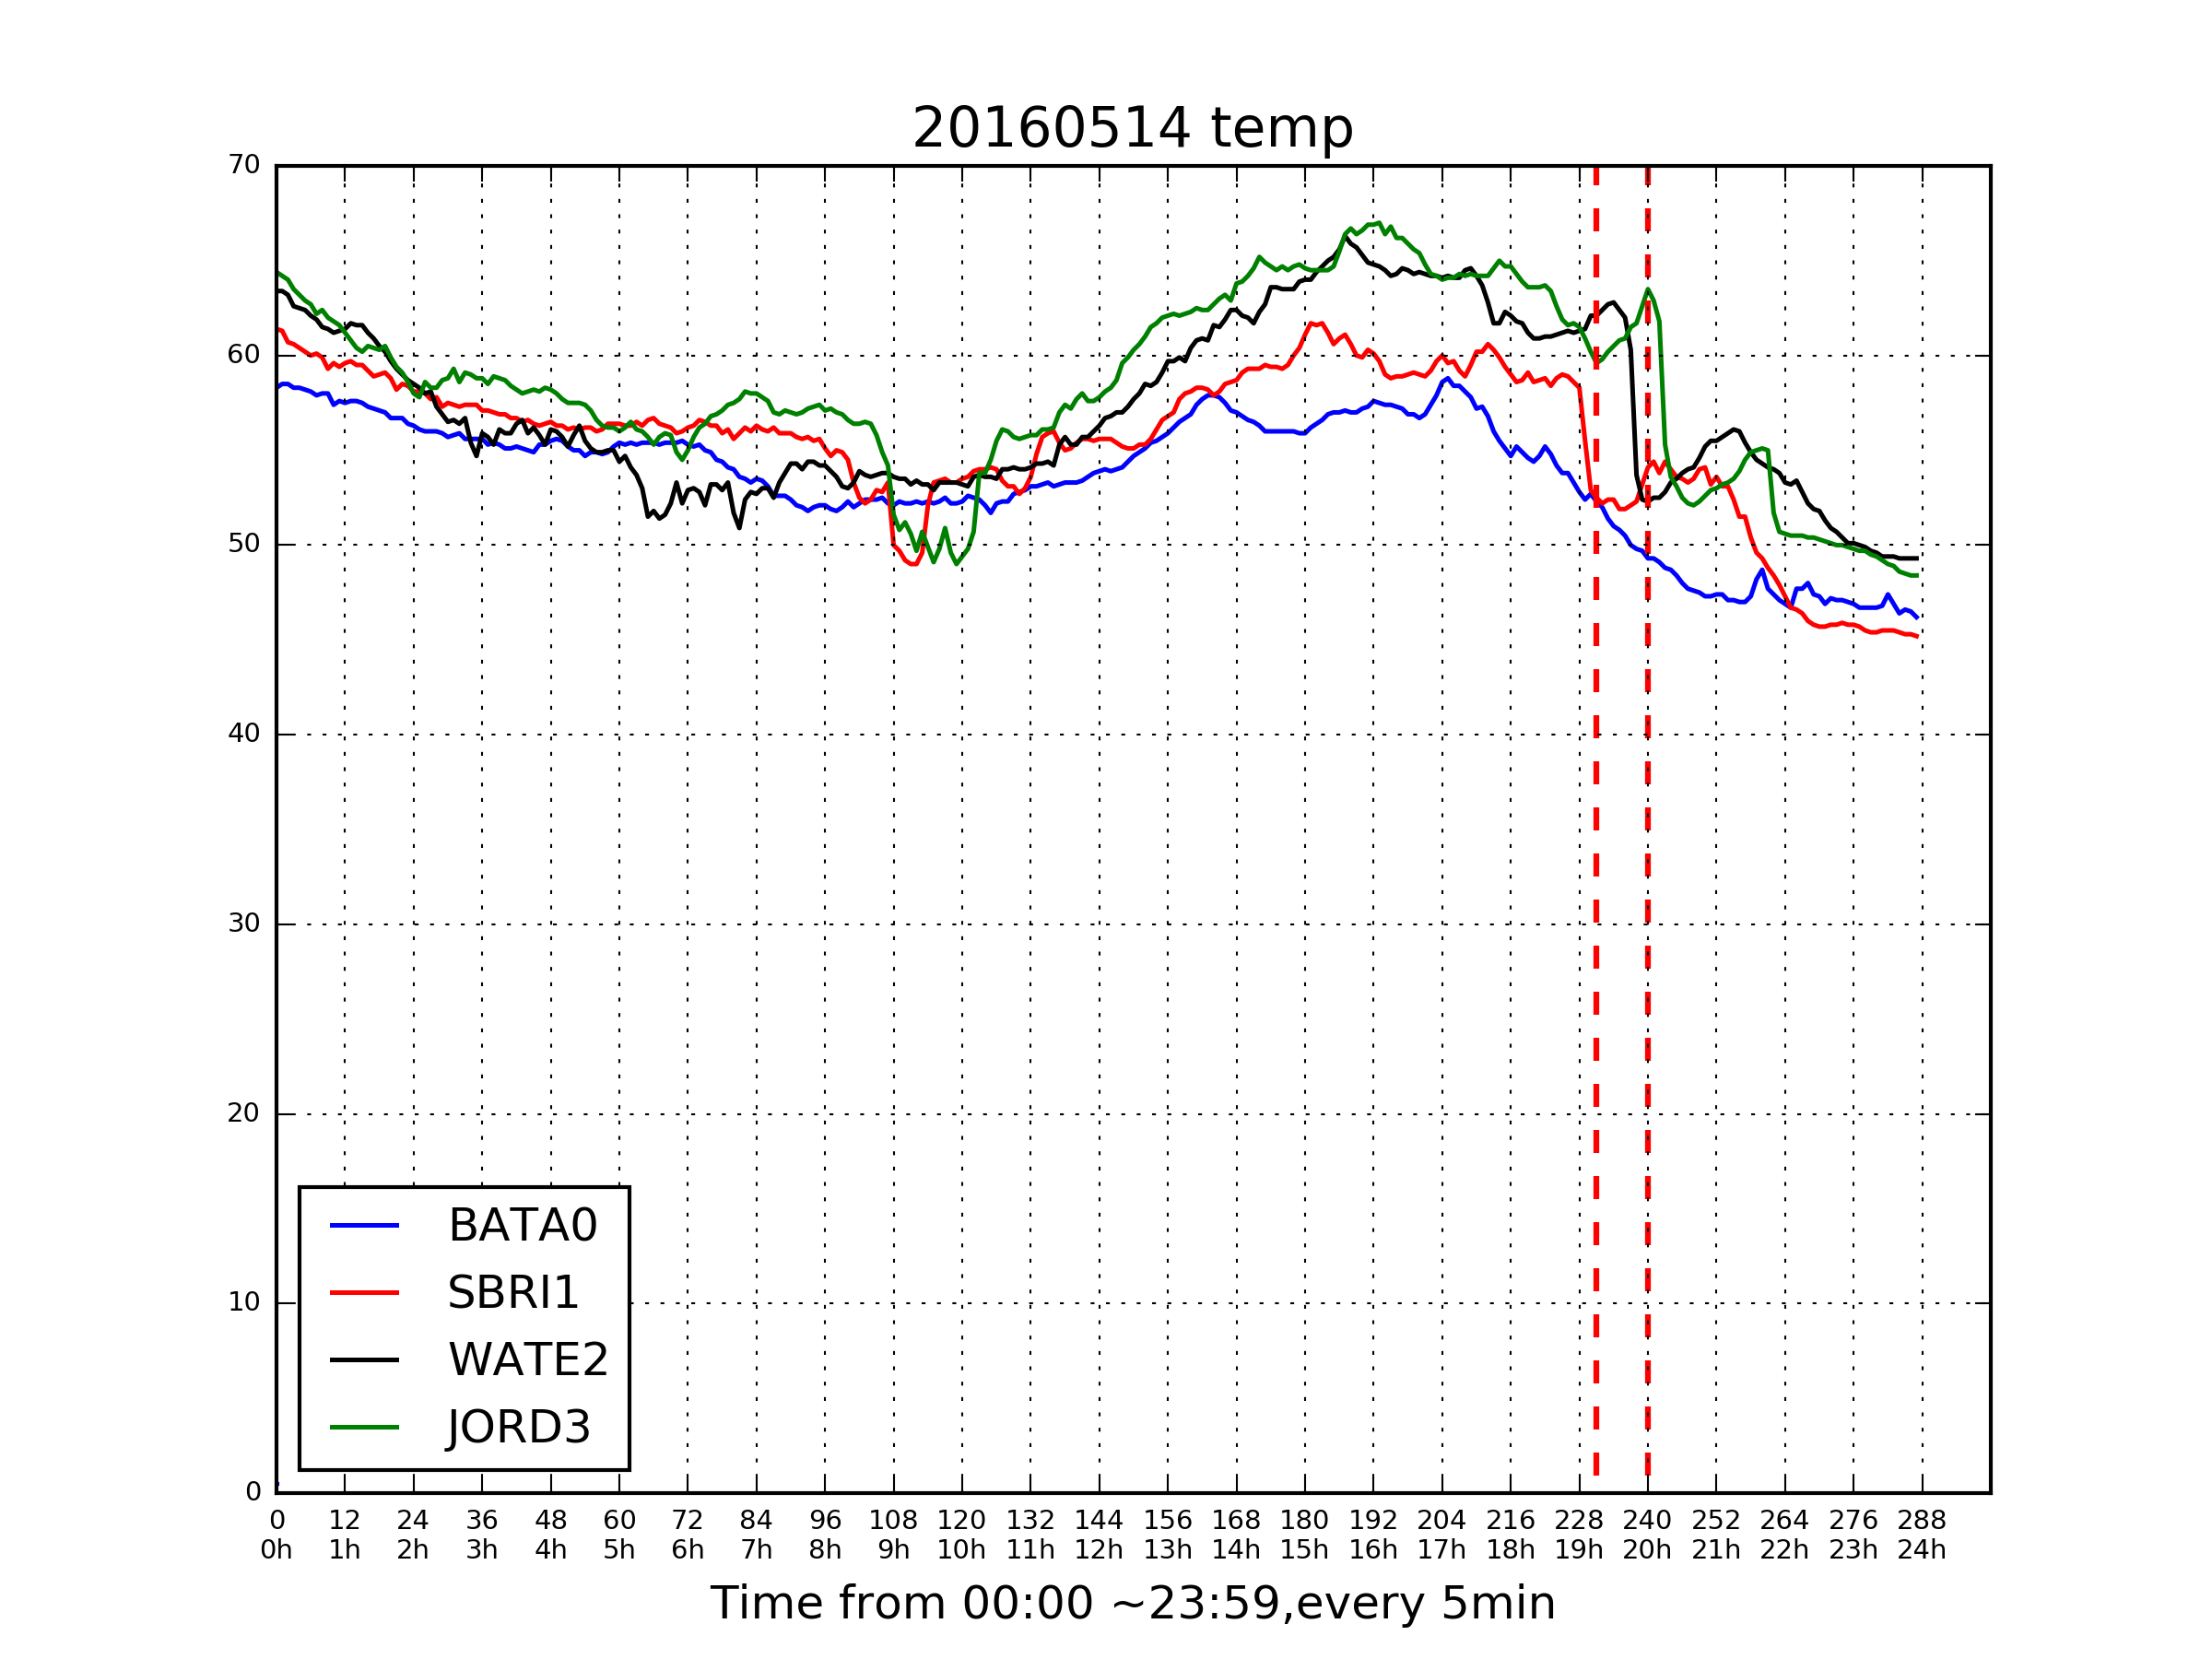 20160514 temp
70
60
50
40
30
20
10
0
BATA0
SBRI1
WATE2
JORD3
0 12 24 36 48 60 72 84 96 108 120 132 144 156 168 180 192 204 216 228 240 252 264 276 288
0h 1h 2h 3h 4h 5h 6h 7h 8h 9h 10h 11h 12h 13h 14h 15h 16h 17h 18h 19h 20h 21h 22h 23h 24h
Time from 00:00 ~23:59,every 5min